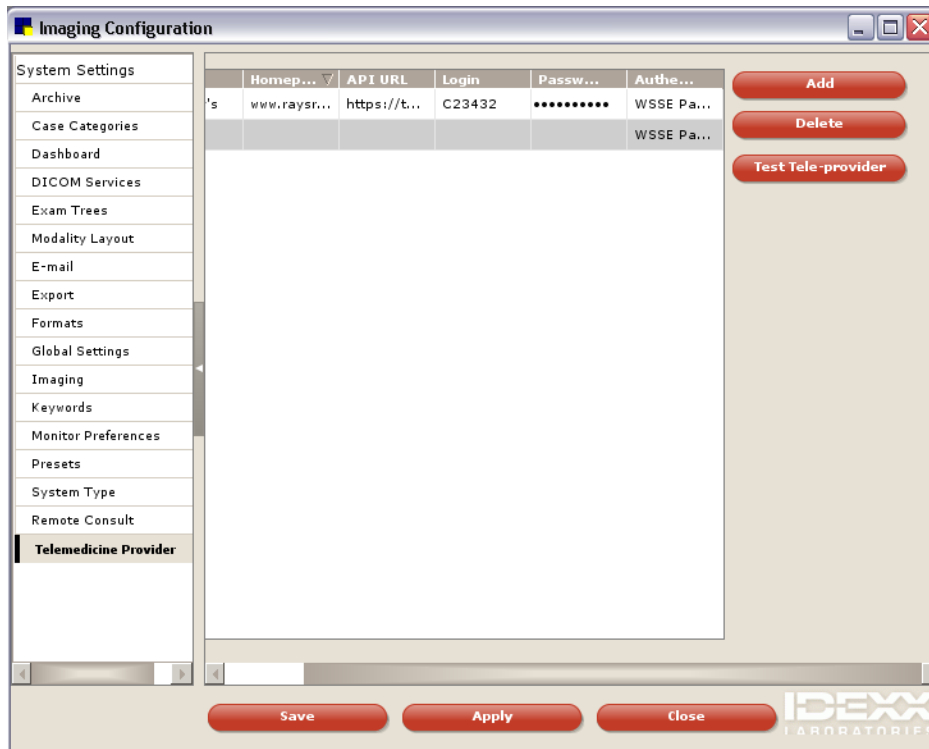 Imaging Configuration
System Settings
Archive
Case Categories
Dashboard
DICOM Services
Exam Trees
Modality Layout
E-mail
Export
Formats
Global Settings
Imaging
Keywords
Monitor Preferences
Presets
System Type
Remote Consult
Telemedicine Provider
Homep... API URL Login Passw... Authe...
's www.raysr... https://t... C23432 •••••••••• WSSE Pa...
WSSE Pa...
Add
Delete
Test Tele-provider
Save Apply Close
IDEXX
LABORATORIES